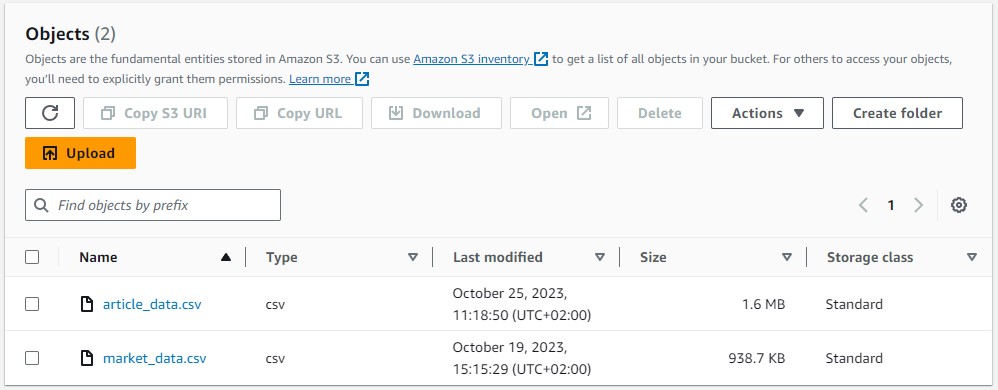 Objects (2)
Objects are the fundamental entities stored in Amazon S3. You can use Amazon S3 inventory to get a list of all objects in your bucket. For others to access your objects,
you'll need to explicitly grant them permissions. Learn more
Copy S3 URI Copy URL Download Open Delete Actions Create folder
Upload
Find objects by prefix 1
Name Type Last modified Size Storage class
article_data.csv csv October 25, 2023, 1.6 MB Standard
11:18:50 (UTC+02:00)
market_data.csv csv October 19, 2023, 938.7 KB Standard
15:15:29 (UTC+02:00)